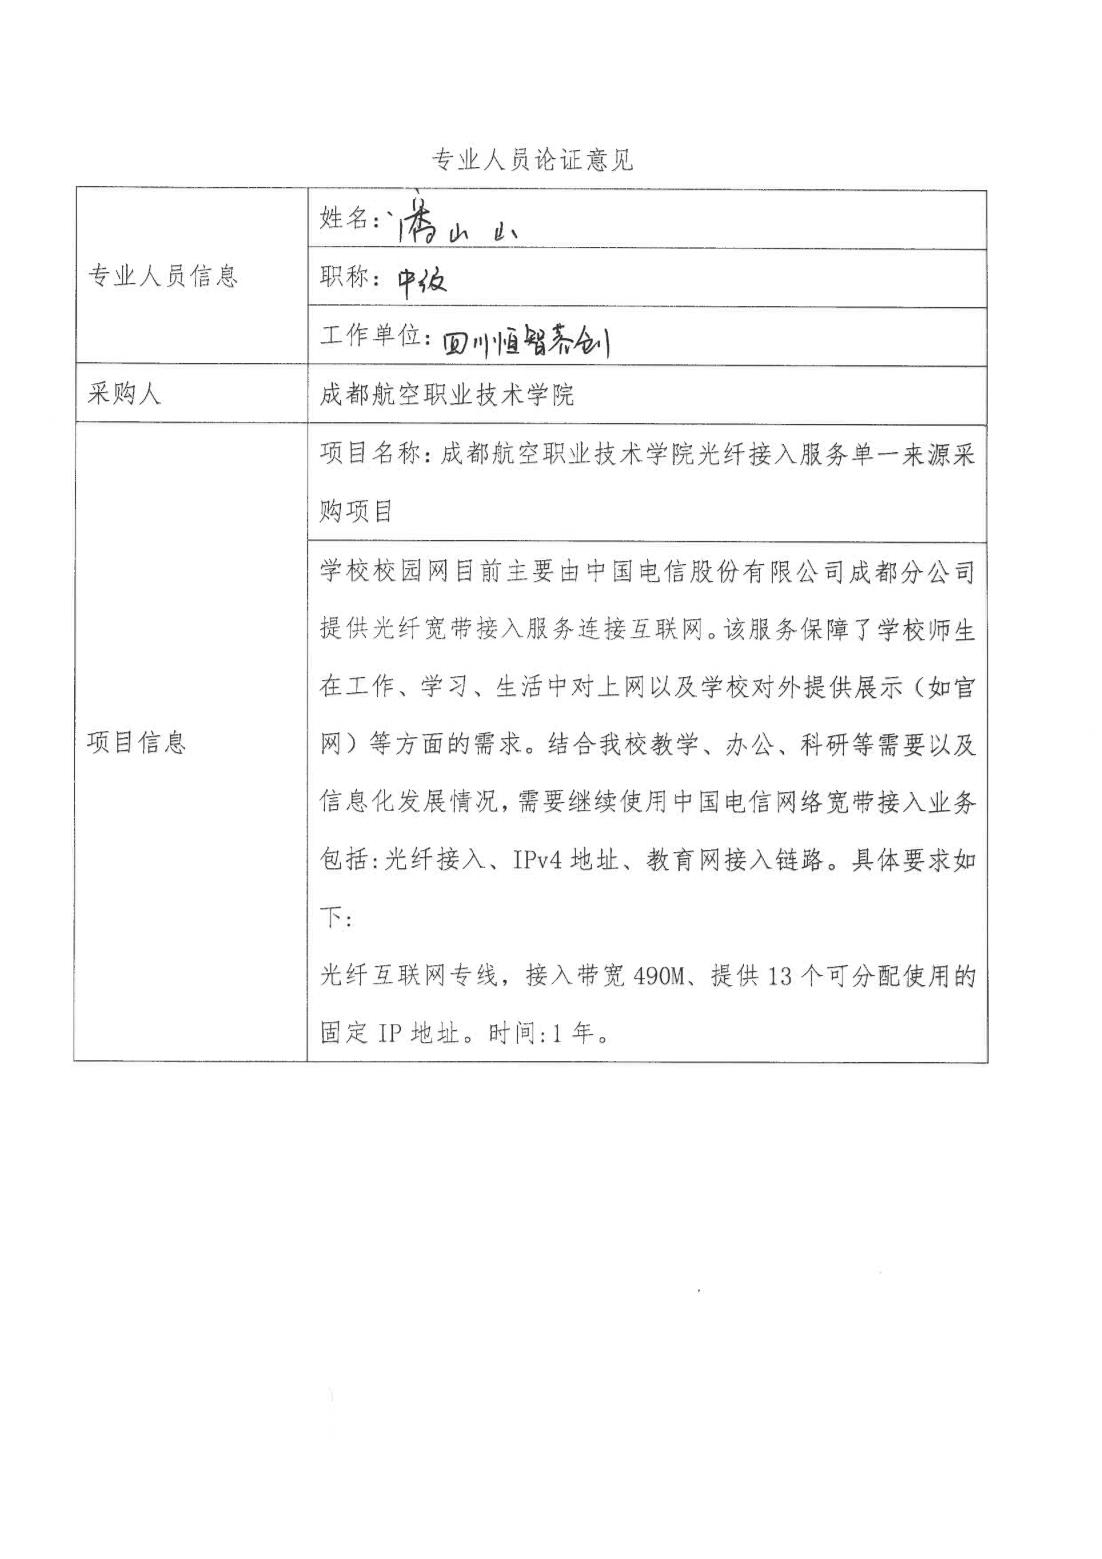 专业人员论证意见
专业人员信息
姓名：潘山山
职称：中级
工作单位：四川恒智荞创
采购人
成都航空职业技术学院
项目信息
项目名称：成都航空职业技术学院光纤接入服务单一来源采
购项目
学校校园网目前主要由中国电信股份有限公司成都分公司
提供光纤宽带接入服务连接互联网。该服务保障了学校师生
在工作、学习、生活中对上网以及学校对外提供展示（如官
网）等方面的需求。结合我校教学、办公、科研等需要以及
信息化发展情况，需要继续使用中国电信网络宽带接入业务
包括：光纤接入、IPv4 地址、教育网接入链路。具体要求如
下：
光纤互联网专线，接入带宽 490M、提供 13 个可分配使用的
固定 IP 地址。时间：1 年。